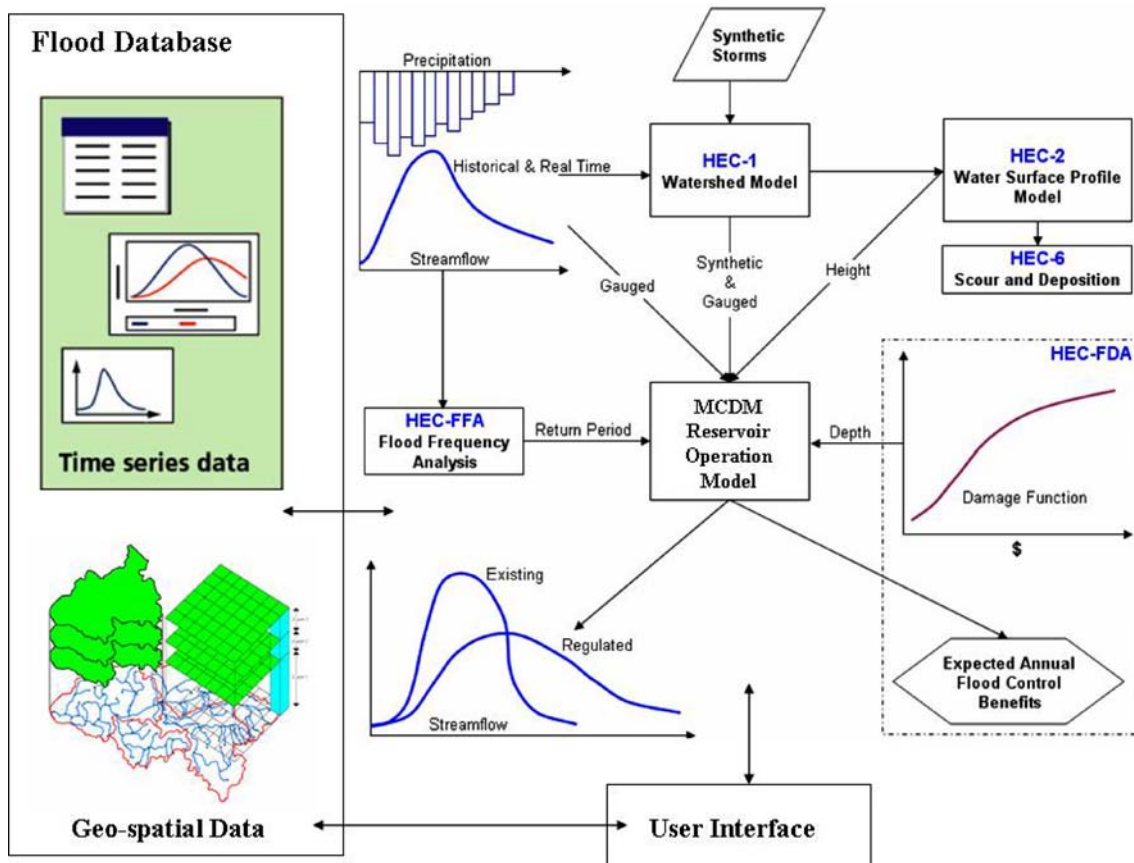 Flood Database
Time series data
Geo-spatial Data
Precipitation
Historical & Real Time
Streamflow
Synthetic
Storms
HEC-1
Watershed Model
HEC-2
Water Surface Profile
Model
HEC-6
Scour and Deposition
Gauged
Synthetic
&
Gauged
Height
HEC-FFA
Flood Frequency
Analysis
Return Period
MCDM
Reservoir
Operation
Model
Depth
HEC-FDA
Damage Function
$
Existing
Regulated
Streamflow
Expected Annual
Flood Control
Benefits
User Interface